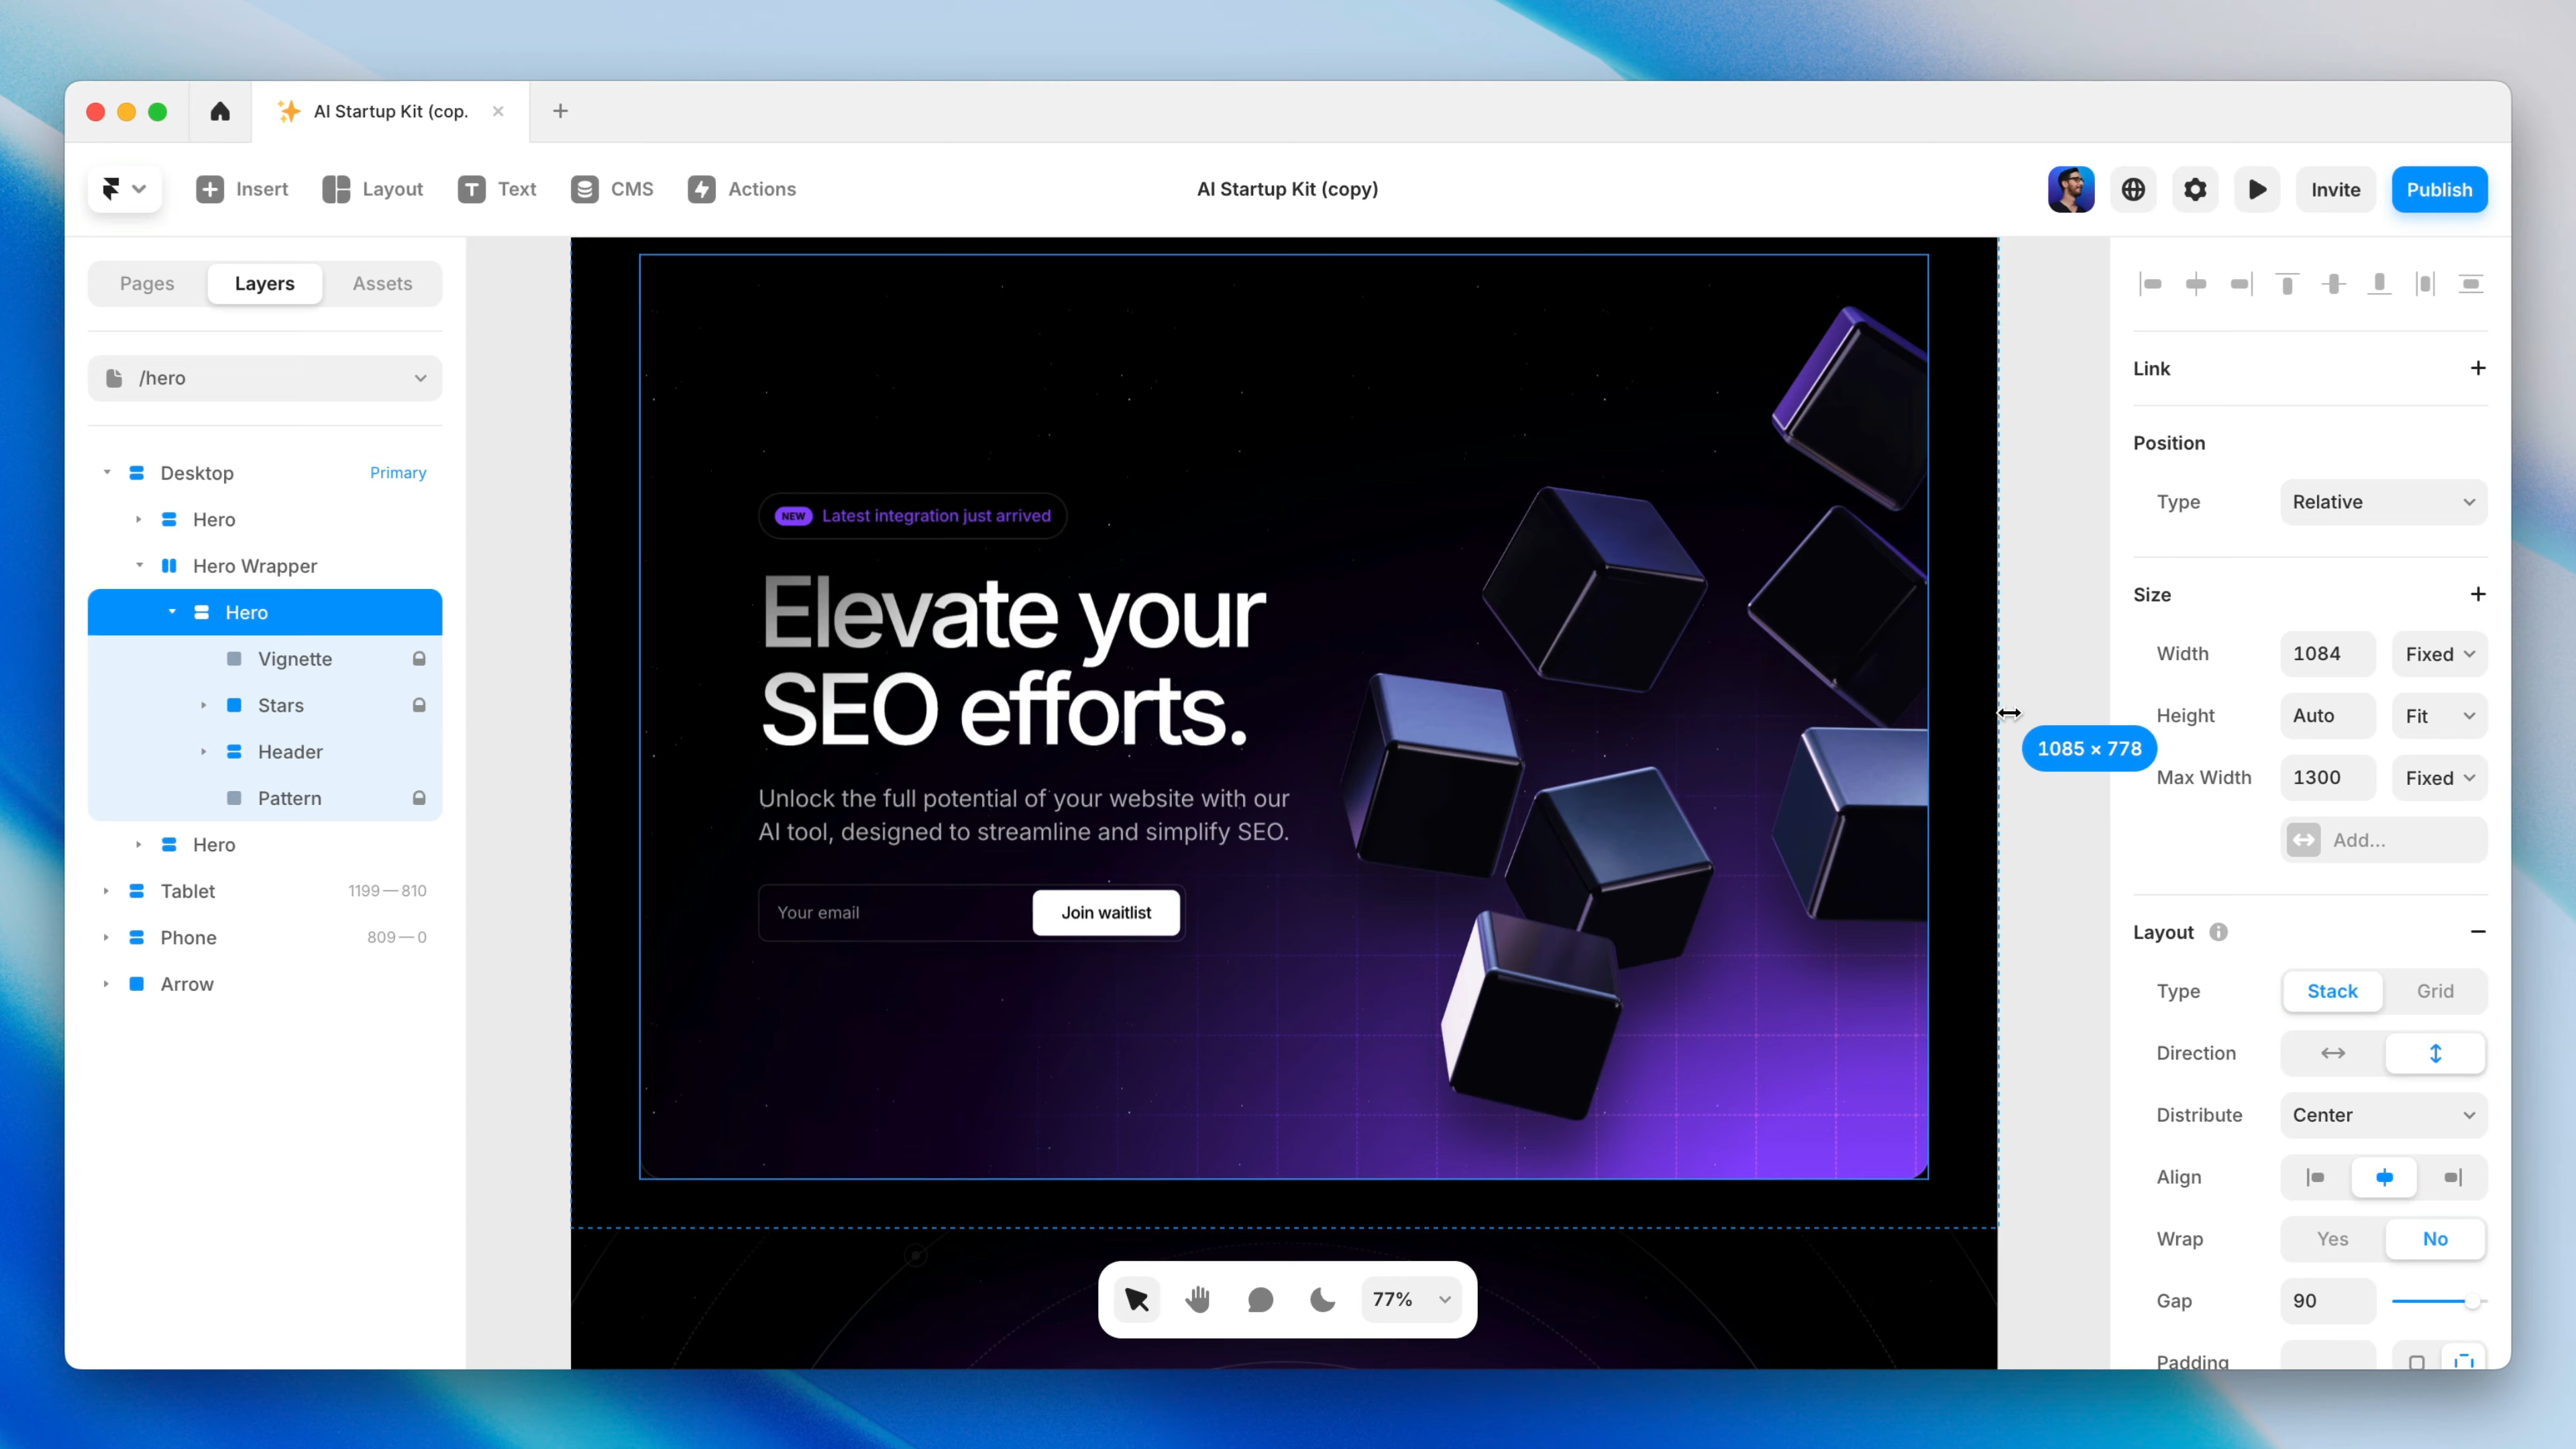 AI Startup Kit (cop.
Insert
Layout
T Text
CMS
Actions
AI Startup Kit (copy)
Invite
Publish
Pages
Layers
Assets
/hero
Desktop
Primary
Hero
Hero Wrapper
Hero
Vignette
Stars
Header
Pattern
Hero
Tablet
1199 — 810
Phone
809 — 0
Arrow
NEW Latest integration just arrived
Elevate your
SEO efforts.
Unlock the full potential of your website with our
AI tool, designed to streamline and simplify SEO.
Your email
Join waitlist
77%
1085 × 778
Link
Position
Type
Relative
Size
Width
1084
Fixed
Height
Auto
Fit
Max Width
1300
Fixed
Add...
Layout
Type
Stack
Grid
Direction
Distribute
Center
Align
Wrap
Yes
No
Gap
90
Padding